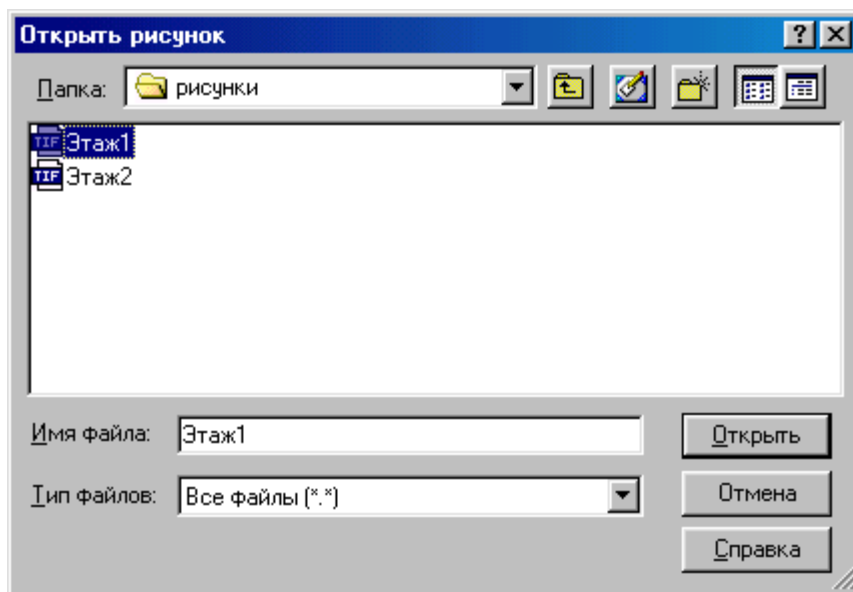 Открыть рисунок
Папка: рисунки
TIF Этаж1
TIF Этаж2
Имя файла: Этаж1 Открыть
Тип файлов: Все файлы (*.*) Отмена
Справка